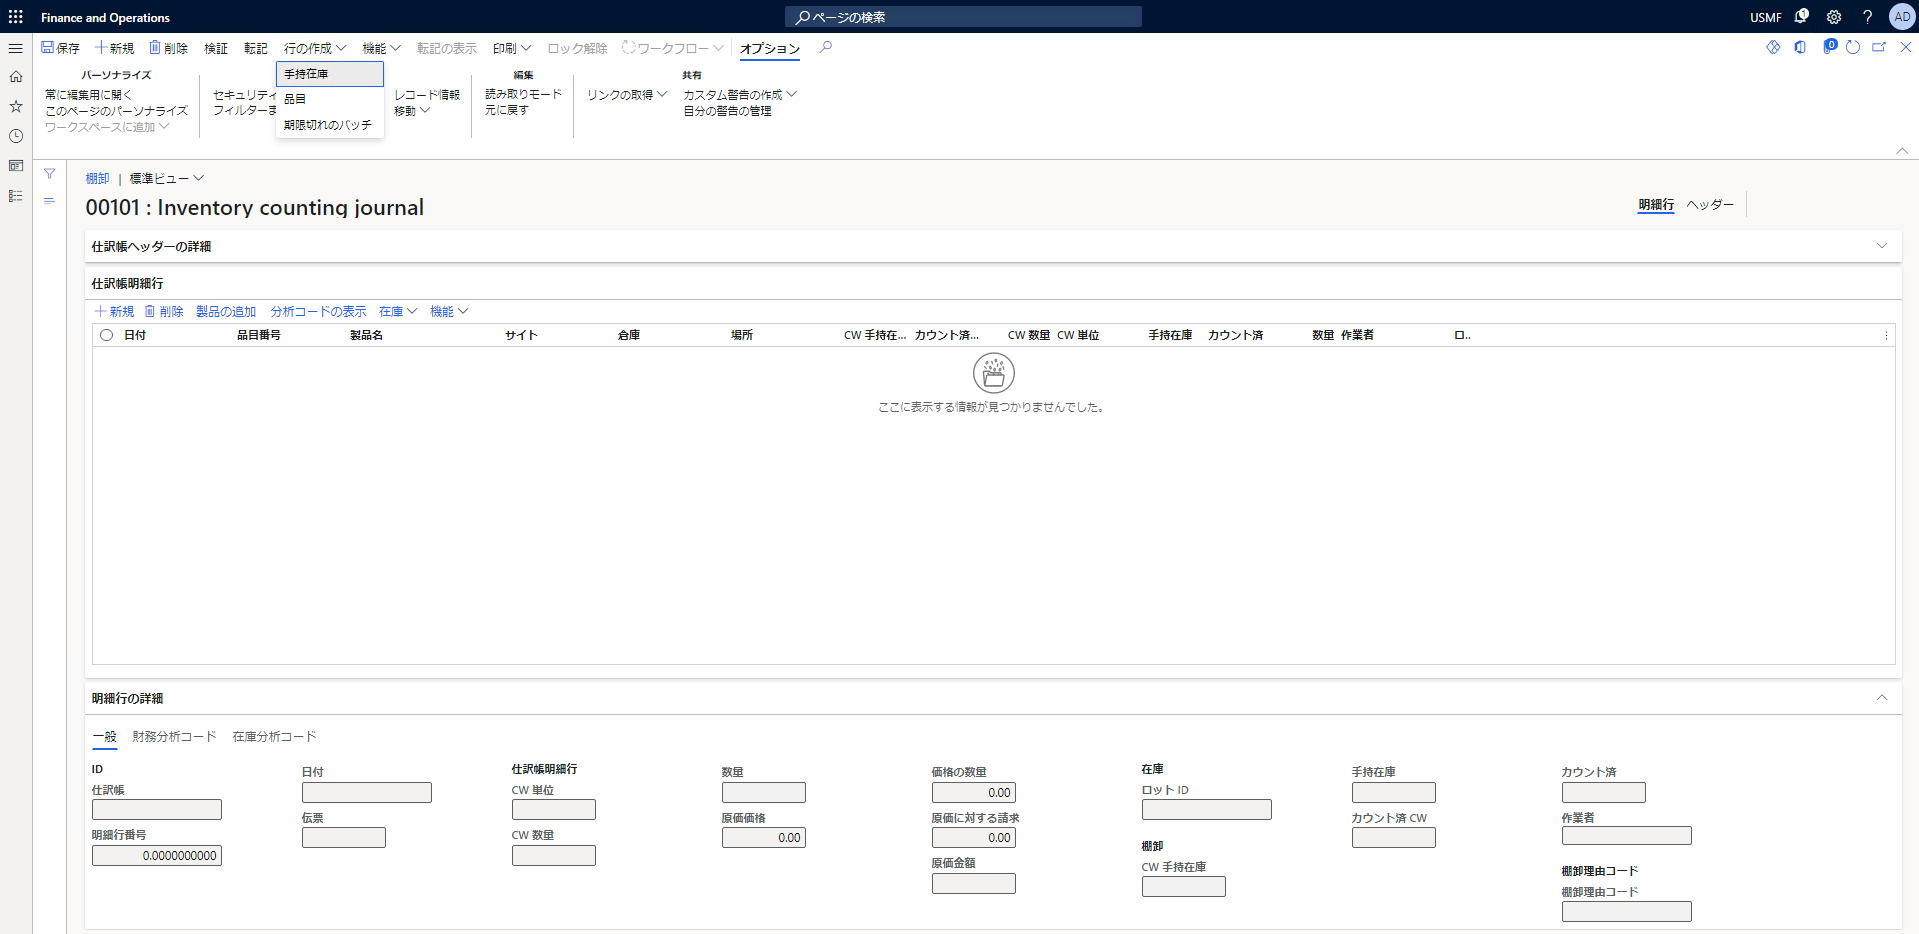 Finance and Operations
ページの検索
USMF
1
?
AD
保存
新規
削除
検証
転記
行の作成
機能
転記の表示
印刷
ロック解除
ワークフロー
オプション
0
手持在庫
品目
期限切れのバッチ
パーソナライズ
常に編集用に開く
このページのパーソナライズ
ワークスペースに追加
セキュリティ
フィルターま
レコード情報
移動
編集
読み取りモード
元に戻す
リンクの取得
共有
カスタム警告の作成
自分の警告の管理
棚卸 | 標準ビュー
00101 : Inventory counting journal
明細行
ヘッダー
仕訳帳ヘッダーの詳細
仕訳帳明細行
新規
削除
製品の追加
分析コードの表示
在庫
機能
日付
品目番号
製品名
サイト
倉庫
場所
CW 手持在...
カウント済...
CW 数量
CW 単位
手持在庫
カウント済
数量
作業者
ロ..
ここに表示する情報が見つかりませんでした。
明細行の詳細
一般
財務分析コード
在庫分析コード
ID
仕訳帳
明細行番号
0.0000000000
日付
伝票
仕訳帳明細行
CW 単位
CW 数量
数量
原価価格
0.00
価格の数量
0.00
原価に対する請求
0.00
原価金額
在庫
ロット ID
棚卸
CW 手持在庫
手持在庫
カウント済 CW
カウント済
作業者
棚卸理由コード
棚卸理由コード